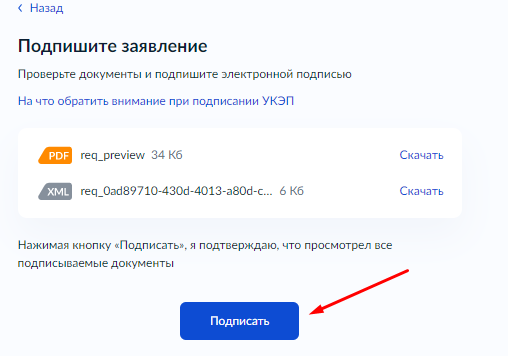 Назад
Подпишите заявление
Проверьте документы и подпишите электронной подписью
На что обратить внимание при подписании УКЭП
PDF req_preview 34 Кб Скачать
XML req_0ad89710-430d-4013-a80d-c... 6 Кб Скачать
Нажимая кнопку «Подписать», я подтверждаю, что просмотрел все
подписываемые документы
Подписать